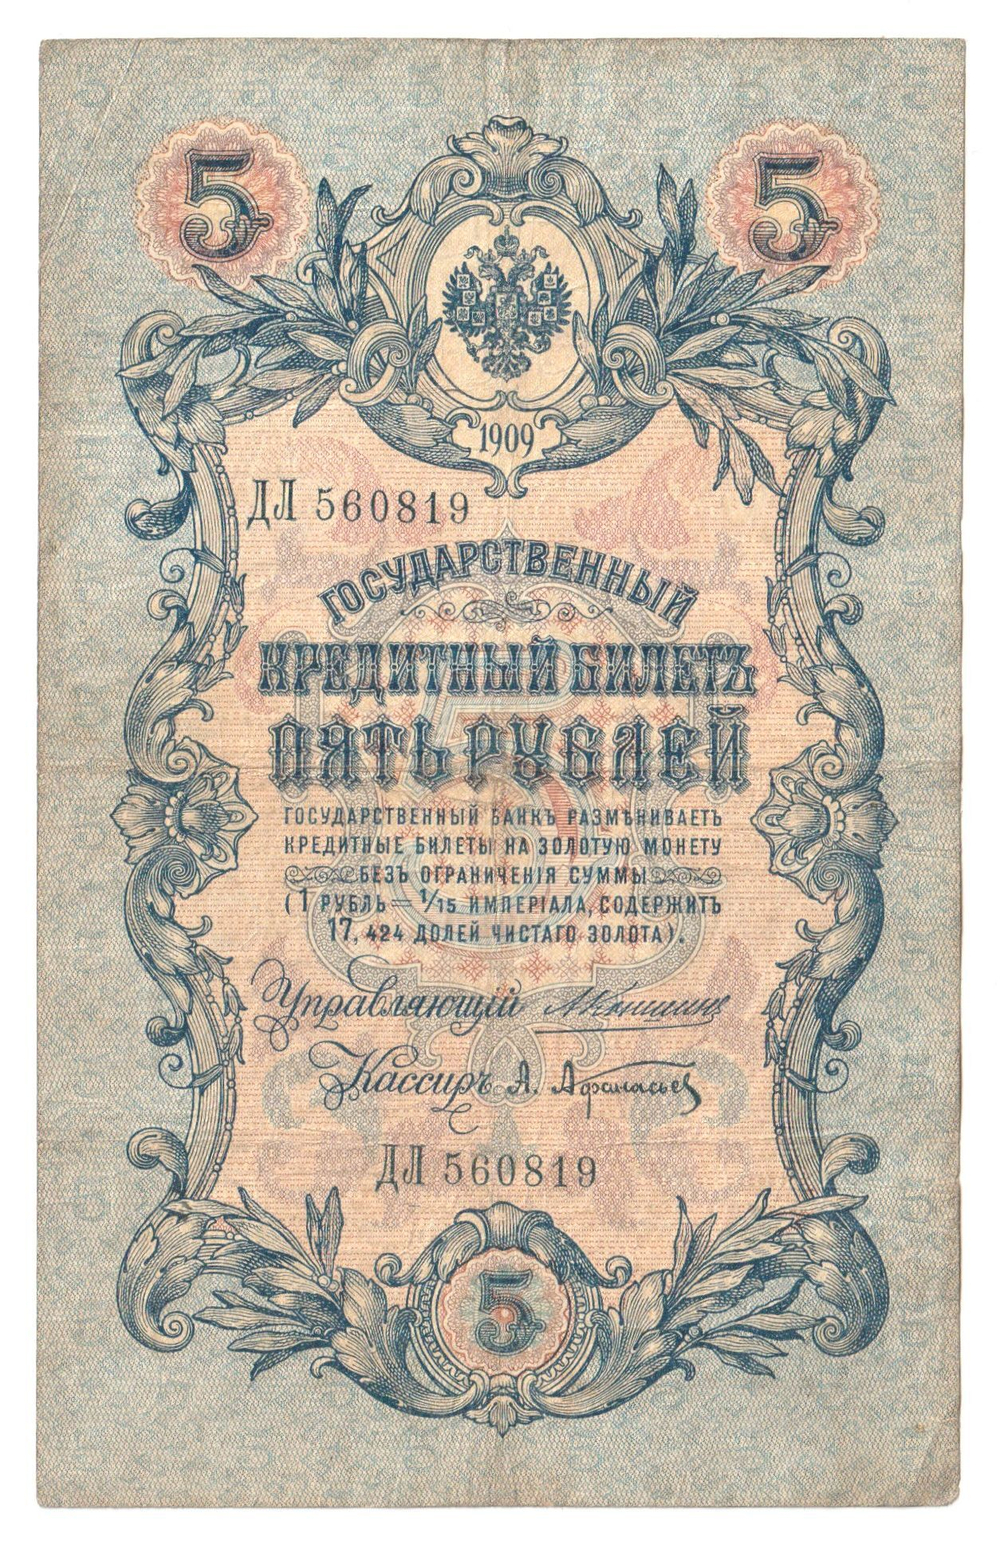 5 5
1909
ДЛ 560819
ГОСУДАРСТВЕННЫЙ
КРЕДИТНЫЙ БИЛЕТЪ
ПЯТЬ РУБЛЕЙ
ГОСУДАРСТВЕННЫЙ БАНКЪ РАЗМѢНИВАЕТЪ
КРЕДИТНЫЕ БИЛЕТЫ НА ЗОЛОТУЮ МОНЕТУ
БЕЗЪ ОГРАНИЧЕНІЯ СУММЫ
(1 РУБЛЬ = 1/15 ИМПЕРІАЛА, СОДЕРЖИТЪ
17,424 ДОЛЕЙ ЧИСТАГО ЗОЛОТА).
Управляющій
Кассиръ А. Афанасьев
ДЛ 560819
5